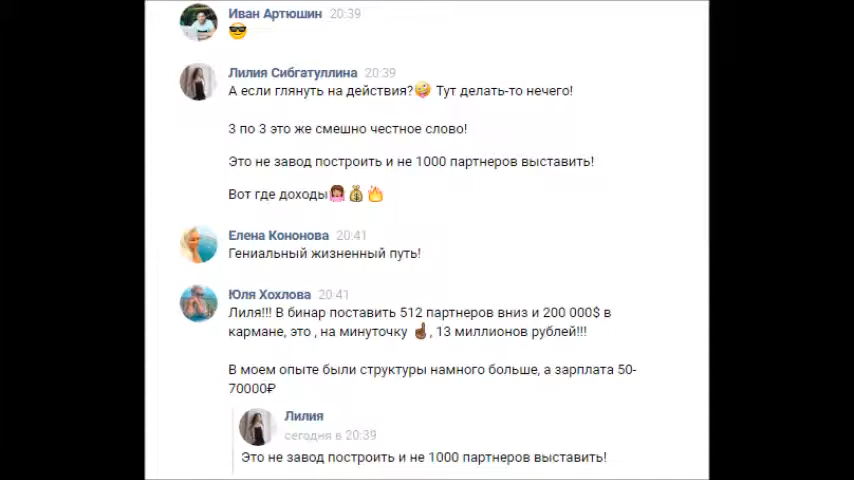 Иван Артюшин 20:39
😎
Лилия Сибгатуллина 20:39
А если глянуть на действия?🤪 Тут делать-то нечего!
3 по 3 это же смешно честное слово!
Это не завод построить и не 1000 партнеров выставить!
Вот где доходы🙍💰🔥
Елена Кононова 20:41
Гениальный жизненный путь!
Юля Хохлова 20:41
Лиля!!! В бинар поставить 512 партнеров вниз и 200 000$ в
кармане, это , на минуточку ☝🏾, 13 миллионов рублей!!!
В моем опыте были структуры намного больше, а зарплата 50-
70000₽
Лилия
сегодня в 20:39
Это не завод построить и не 1000 партнеров выставить!